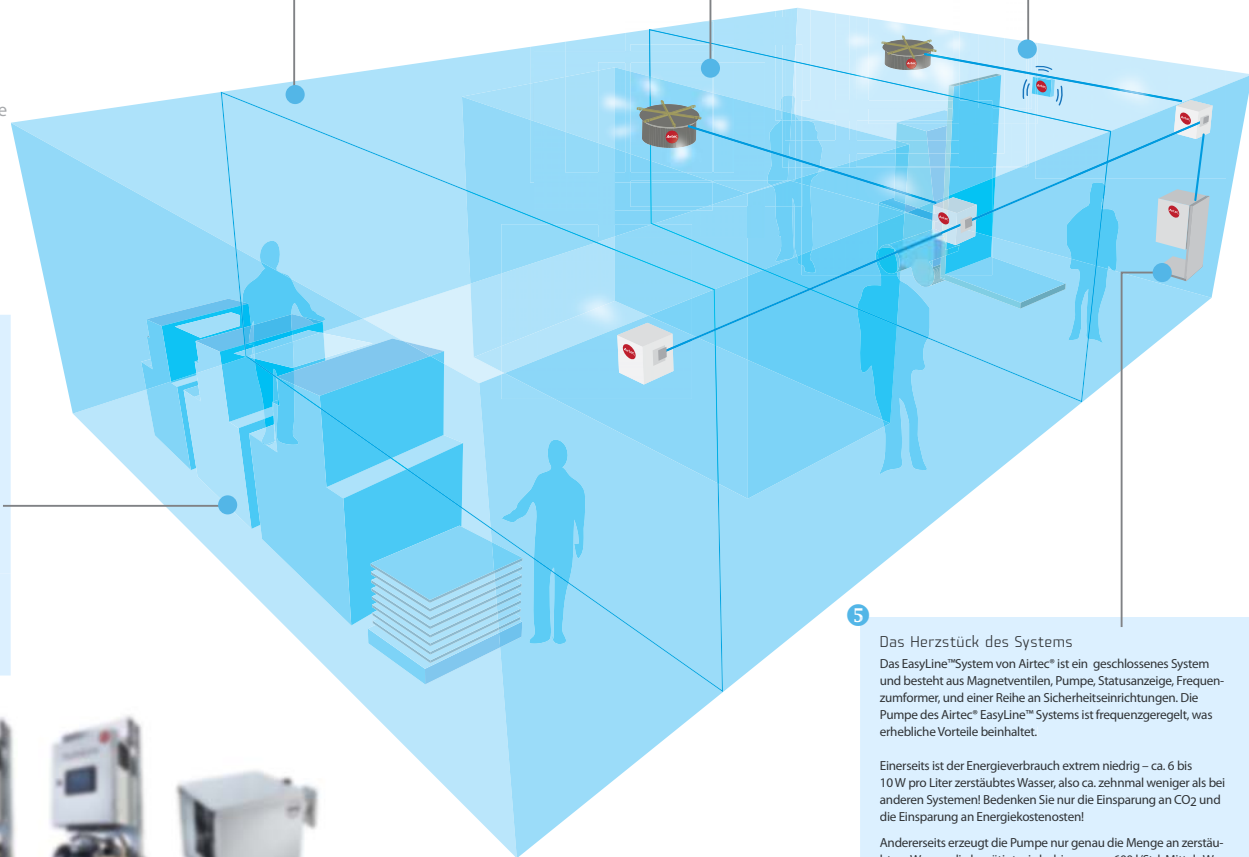 e
5
Das Herzstück des Systems
Das EasyLine™System von Airtec® ist ein geschlossenes System
und besteht aus Magnetventilen, Pumpe, Statusanzeige, Frequen-
zumformer, und einer Reihe an Sicherheitseinrichtungen. Die
Pumpe des Airtec® EasyLine™ Systems ist frequenzgeregelt, was
erhebliche Vorteile beinhaltet.
Einerseits ist der Energieverbrauch extrem niedrig – ca. 6 bis
10 W pro Liter zerstäubtes Wasser, also ca. zehnmal weniger als bei
anderen Systemen! Bedenken Sie nur die Einsparung an CO2 und
die Einsparung an Energiekostenosten!
Andererseits erzeugt die Pumpe nur genau die Menge an zerstäu-